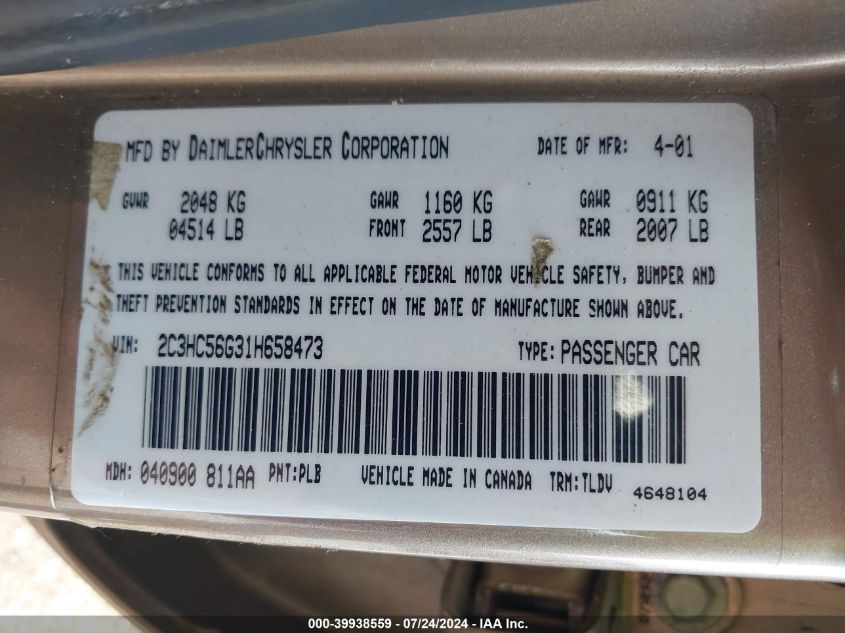 MFD BY DAIMLERCHRYSLER CORPORATION DATE OF MFR: 4-01
GVWR 2048 KG GAWR 1160 KG GAWR 0911 KG
04514 LB FRONT 2557 LB REAR 2007 LB
THIS VEHICLE CONFORMS TO ALL APPLICABLE FEDERAL MOTOR VEHICLE SAFETY, BUMPER AND
THEFT PREVENTION STANDARDS IN EFFECT ON THE DATE OF MANUFACTURE SHOWN ABOVE.
VIN: 2C3HC56G31H658473 TYPE: PASSENGER CAR
MDH: 040900 811AA PNT:PLB VEHICLE MADE IN CANADA TRM:TLDV
4648104
000-39938559 - 07/24/2024 - IAA Inc.